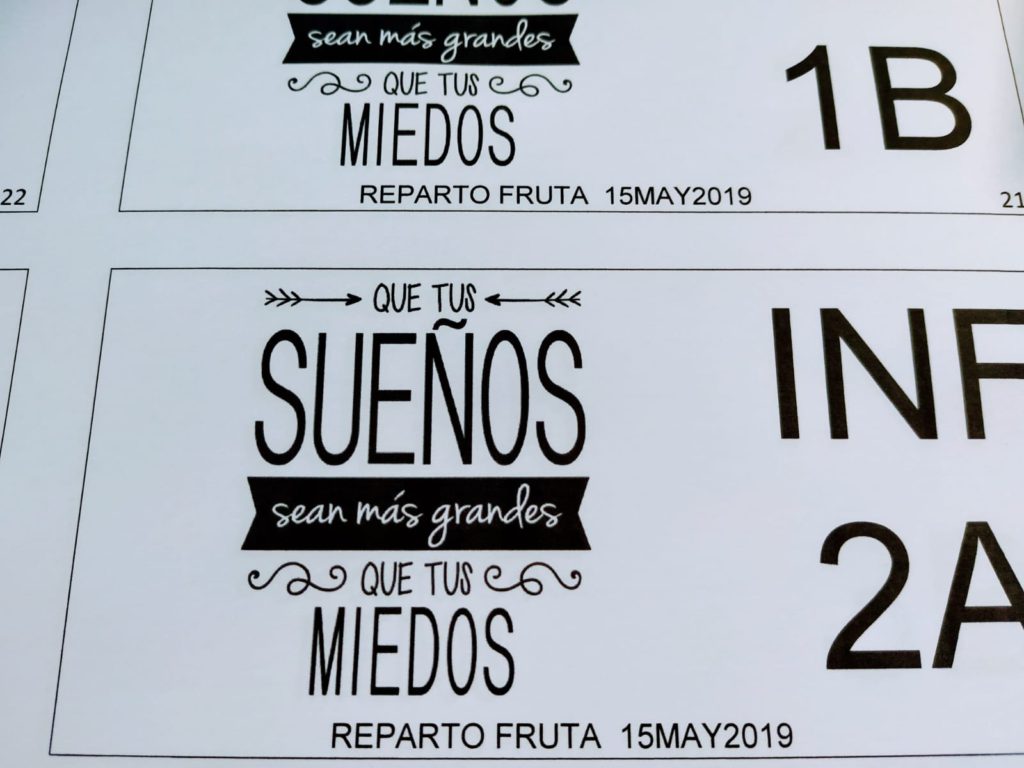 SUEÑOS
sean más grandes
QUE TUS
MIEDOS
1B
REPARTO FRUTA 15MAY2019
22
21
QUE TUS
SUEÑOS
sean más grandes
QUE TUS
MIEDOS
INF
2A
REPARTO FRUTA 15MAY2019